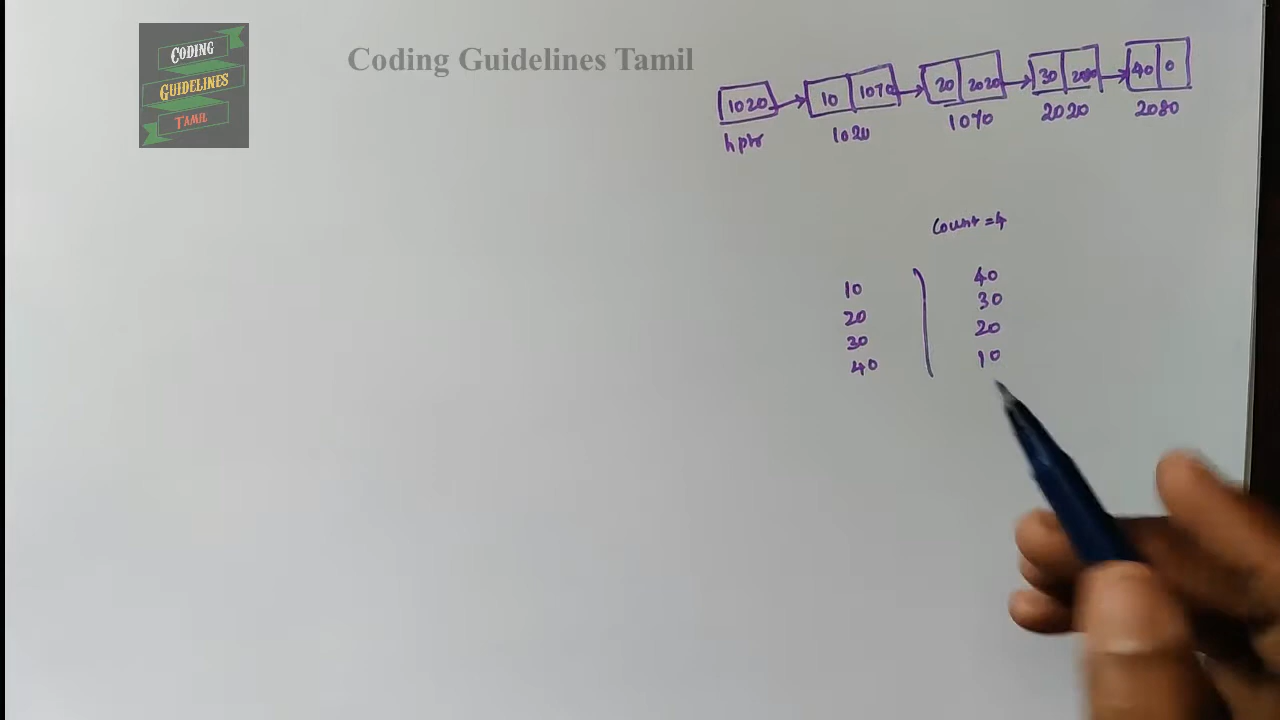 CODING
GUIDELINES
TAMIL
Coding Guidelines Tamil
1020 10 1070 20 2020 30 2080 40 0
hptr 1020 1070 2020 2080
Count = 4
10 40
20 30
30 20
40 10